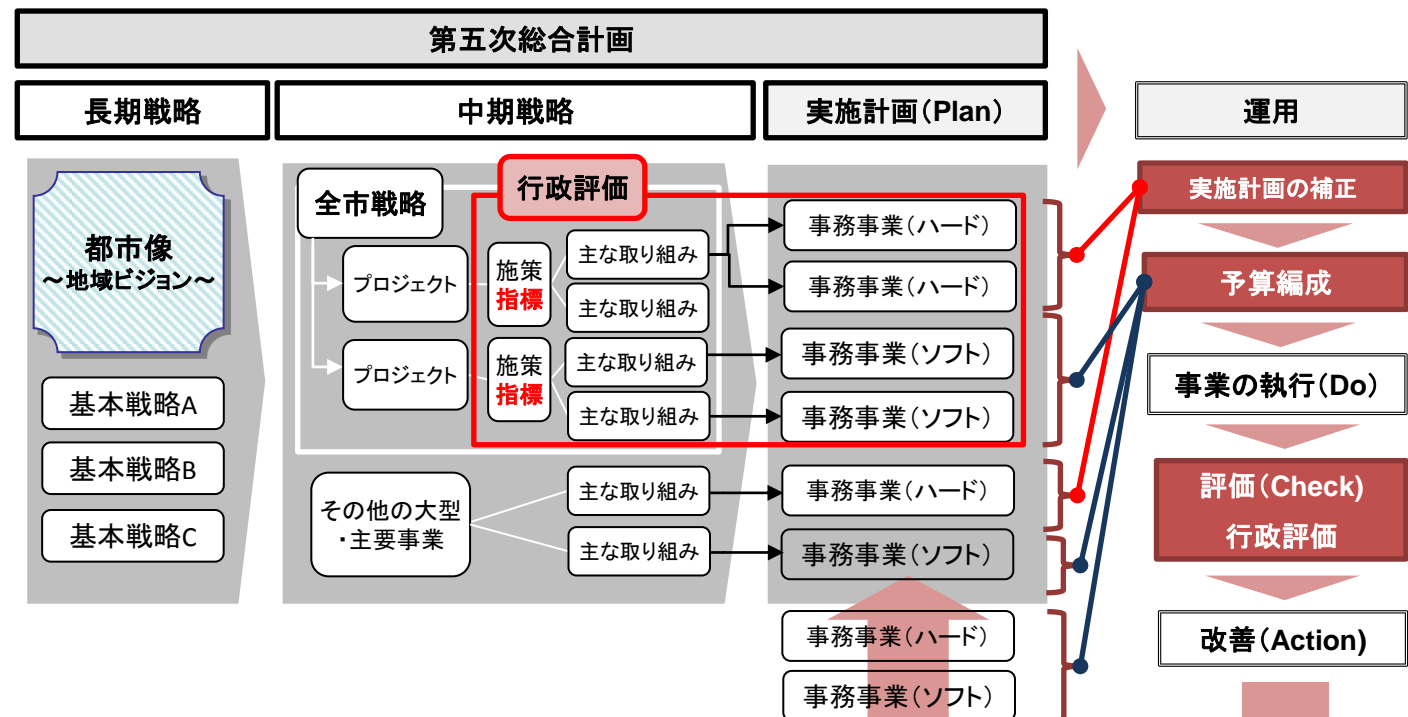 第五次総合計画
長期戦略
中期戦略
実施計画(Plan)
運用
都市像
～地域ビジョン～
基本戦略A
基本戦略B
基本戦略C
全市戦略
行政評価
プロジェクト
施策
指標
主な取り組み
主な取り組み
プロジェクト
施策
指標
主な取り組み
主な取り組み
その他の大型
・主要事業
主な取り組み
主な取り組み
事務事業(ハード)
事務事業(ハード)
事務事業(ソフト)
事務事業(ソフト)
事務事業(ハード)
事務事業(ソフト)
事務事業(ハード)
事務事業(ソフト)
実施計画の補正
予算編成
事業の執行(Do)
評価(Check)
行政評価
改善(Action)